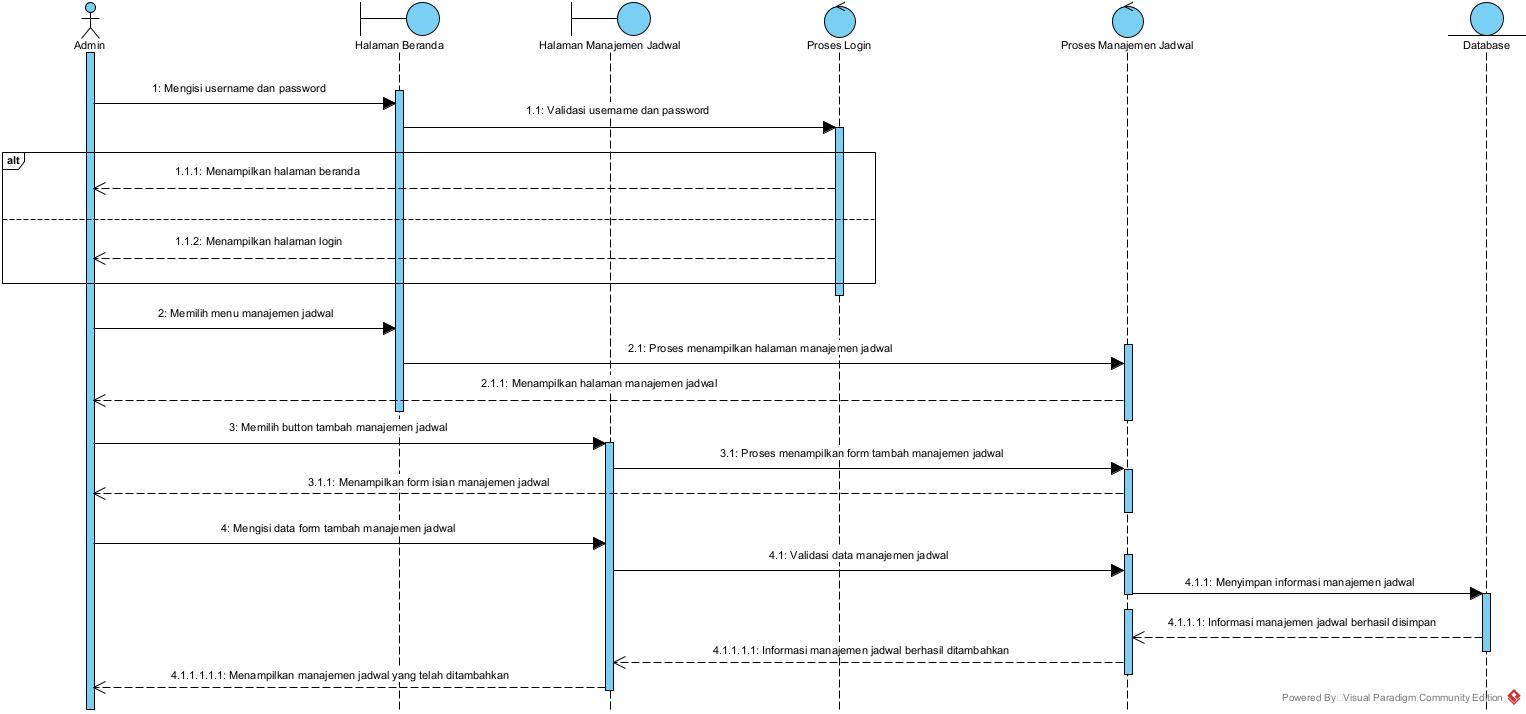 Admin
Halaman Beranda
Halaman Manajemen Jadwal
Proses Login
Proses Manajemen Jadwal
Database
1: Mengisi username dan password
1.1: Validasi username dan password
alt
1.1.1: Menampilkan halaman beranda
1.1.2: Menampilkan halaman login
2: Memilih menu manajemen jadwal
2.1: Proses menampilkan halaman manajemen jadwal
2.1.1: Menampilkan halaman manajemen jadwal
3: Memilih button tambah manajemen jadwal
3.1: Proses menampilkan form tambah manajemen jadwal
3.1.1: Menampilkan form isian manajemen jadwal
4: Mengisi data form tambah manajemen jadwal
4.1: Validasi data manajemen jadwal
4.1.1: Menyimpan informasi manajemen jadwal
4.1.1.1: Informasi manajemen jadwal berhasil disimpan
4.1.1.1.1: Informasi manajemen jadwal berhasil ditambahkan
4.1.1.1.1.1: Menampilkan manajemen jadwal yang telah ditambahkan
Powered By Visual Paradigm Community Edition